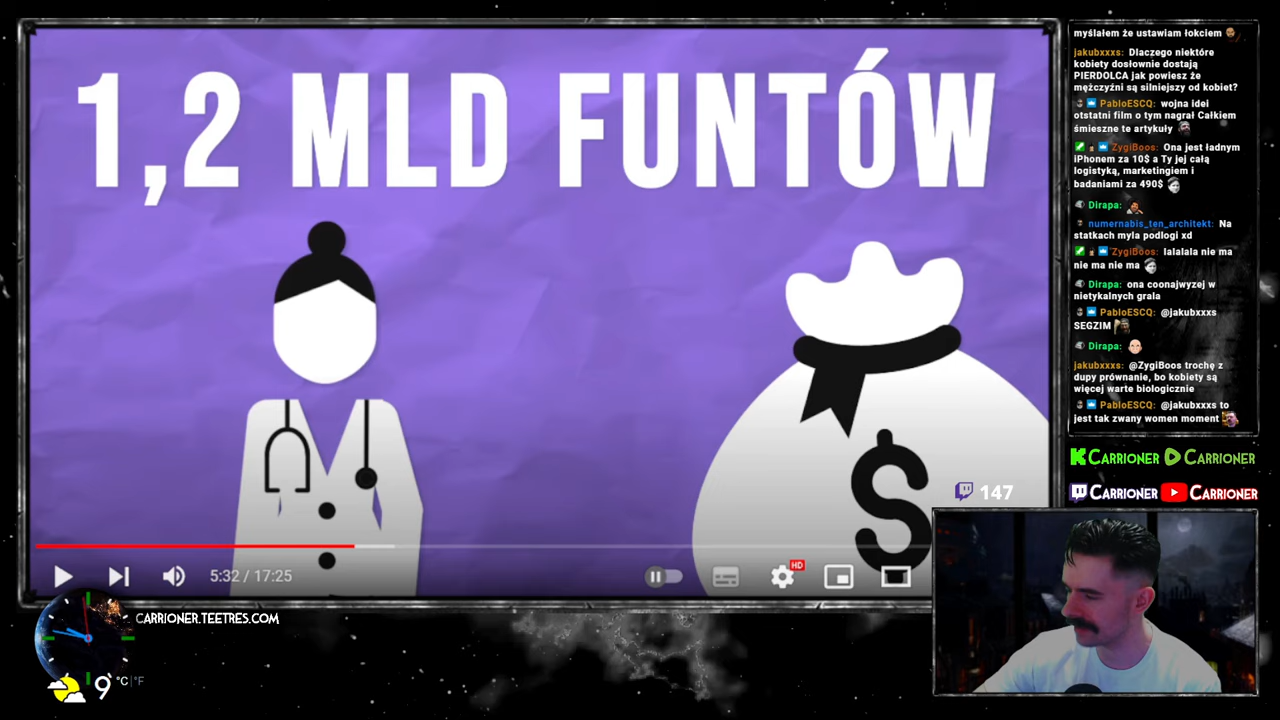 1,2 MLD FUNTÓW
147
5:32 / 17:25
HD
myślałem że ustawiam łokciem
jakubxxxs: Dlaczego niektóre
kobiety dosłownie dostają
PIERDOLCA jak powiesz że
mężczyźni są silniejszy od kobiet?
PabloESCQ: wojna idei
otstatni film o tym nagrał Całkiem
śmieszne te artykuły
ZygiBoos: Ona jest ładnym
iPhonem za 10$ a Ty jej całą
logistyką, marketingiem i
badaniami za 490$
Dirapa:
numernabis_ten_architekt: Na
statkach myla podlogi xd
ZygiBoos: lalalala nie ma
nie ma nie ma
Dirapa: ona coonajwyzej w
nietykalnych grala
PabloESCQ: @jakubxxxs
SEGZIM
Dirapa:
jakubxxxs: @ZygiBoos trochę z
dupy prównanie, bo kobiety są
więcej warte biologicznie
PabloESCQ: @jakubxxxs to
jest tak zwany women moment
CARRIONER CARRIONER
CARRIONER CARRIONER
CARRIONER.TEETRES.COM
9 °C | °F